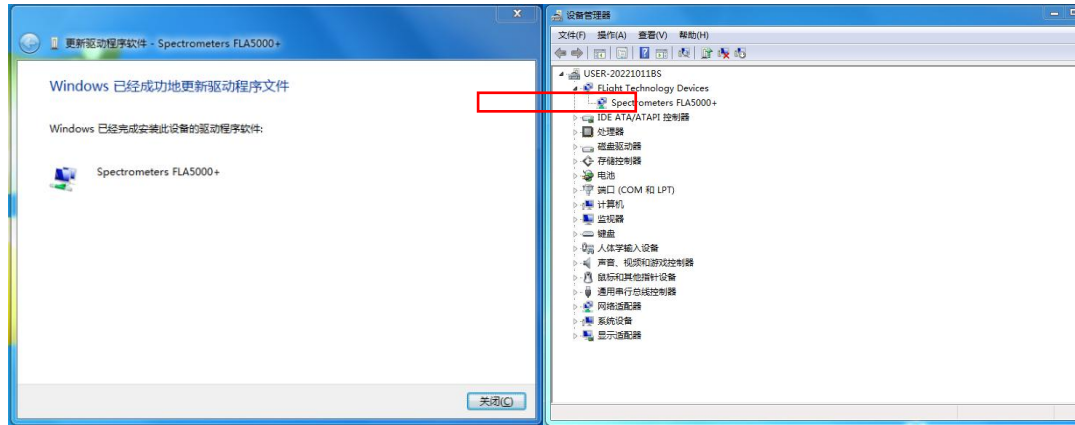 更新驱动程序软件 - Spectrometers FLA5000+
Windows 已经成功地更新驱动程序文件
Windows 已经完成安装此设备的驱动程序软件:
Spectrometers FLA5000+
关闭(C)
设备管理器
文件(F) 操作(A) 查看(V) 帮助(H)
USER-20221011BS
FLight Technology Devices
Spectrometers FLA5000+
IDE ATA/ATAPI 控制器
处理器
磁盘驱动器
存储控制器
电池
端口 (COM 和 LPT)
计算机
监视器
键盘
人体学输入设备
声音、视频和游戏控制器
鼠标和其他指针设备
通用串行总线控制器
网络适配器
系统设备
显示适配器